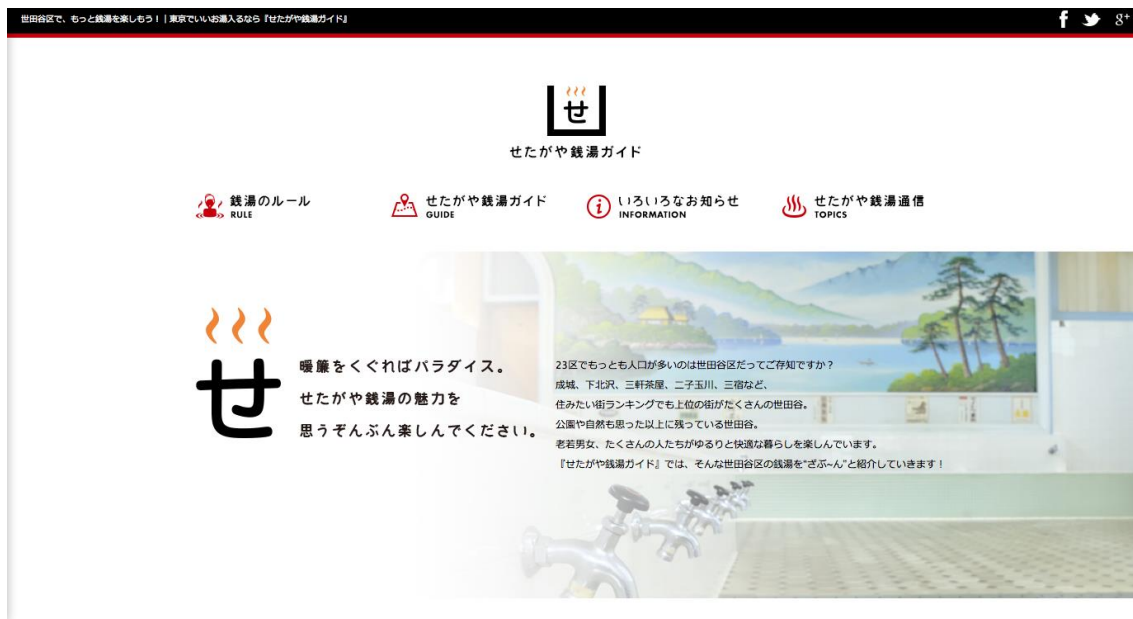 世田谷区で、もっと銭湯を楽しもう！｜東京でいいお湯入るなら『せたがや銭湯ガイド』
f
g+
せ
せたがや銭湯ガイド
銭湯のルール
RULE
せたがや銭湯ガイド
GUIDE
いろいろなお知らせ
INFORMATION
せたがや銭湯通信
TOPICS
せ
暖簾をくぐればパラダイス。
せたがや銭湯の魅力を
思うぞんぶん楽しんでください。
23区でもっとも人口が多いのは世田谷区だってご存知ですか？
成城、下北沢、三軒茶屋、二子玉川、三宿など、
住みたい街ランキングでも上位の街がたくさんの世田谷。
公園や自然も思った以上に残っている世田谷。
老若男女、たくさんの人たちがゆるりと快適な暮らしを楽しんでいます。
『せたがや銭湯ガイド』では、そんな世田谷区の銭湯を“ざぶ~ん”と紹介していきます！